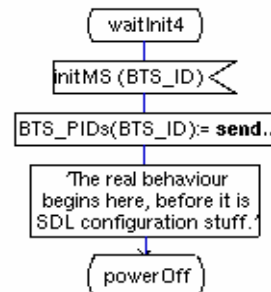 waitInit4
initMS (BTS_ID)
BTS_PIDs(BTS_ID):= send..
'The real behaviour
begins here, before it is
SDL configuration stuff.'
powerOff